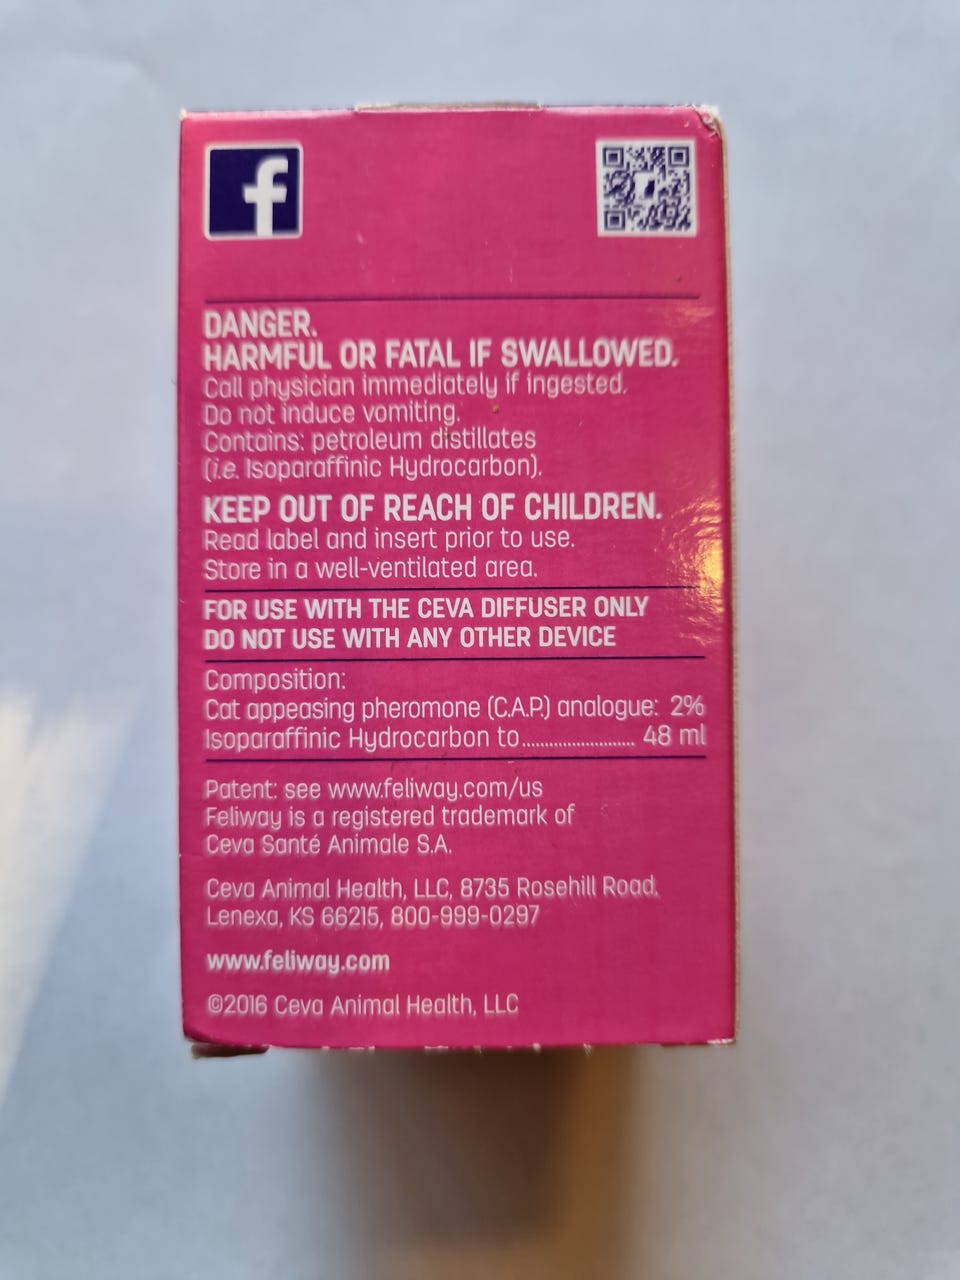 f
DANGER.
HARMFUL OR FATAL IF SWALLOWED.
Call physician immediately if ingested.
Do not induce vomiting.
Contains: petroleum distillates
(i.e. Isoparaffinic Hydrocarbon).
KEEP OUT OF REACH OF CHILDREN.
Read label and insert prior to use.
Store in a well-ventilated area.
FOR USE WITH THE CEVA DIFFUSER ONLY
DO NOT USE WITH ANY OTHER DEVICE
Composition:
Cat appeasing pheromone (C.A.P.) analogue: 2%
Isoparaffinic Hydrocarbon to......................... 48 ml
Patent: see www.feliway.com/us
Feliway is a registered trademark of
Ceva Santé Animale S.A.
Ceva Animal Health, LLC, 8735 Rosehill Road,
Lenexa, KS 66215, 800-999-0297
www.feliway.com
©2016 Ceva Animal Health, LLC